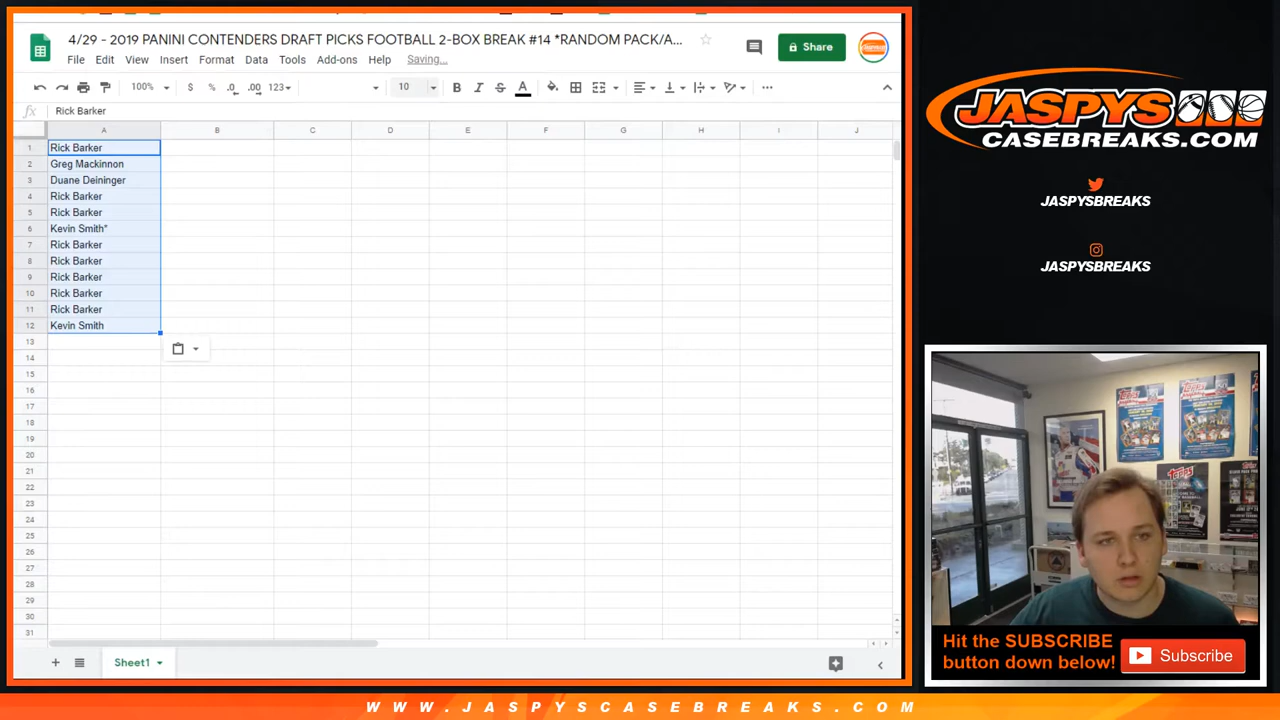 4/29 - 2019 PANINI CONTENDERS DRAFT PICKS FOOTBALL 2-BOX BREAK #14 *RANDOM PACK/A...
Share
File Edit View Insert Format Data Tools Add-ons Help Saving...
100% $ % .0 .00 123 10 B I S A
fx Rick Barker
A B C D E F G H I J
1 Rick Barker
2 Greg Mackinnon
3 Duane Deininger
4 Rick Barker
5 Rick Barker
6 Kevin Smith*
7 Rick Barker
8 Rick Barker
9 Rick Barker
10 Rick Barker
11 Rick Barker
12 Kevin Smith
13
14
15
16
17
18
19
20
21
22
23
24
25
26
27
28
29
30
31
Sheet1
JASPYS
CASEBREAKS.COM
JASPYSBREAKS
JASPYSBREAKS
Topps
Topps
Topps
Hit the SUBSCRIBE
button down below!
Subscribe
WWW.JASPYSCASEBREAKS.COM